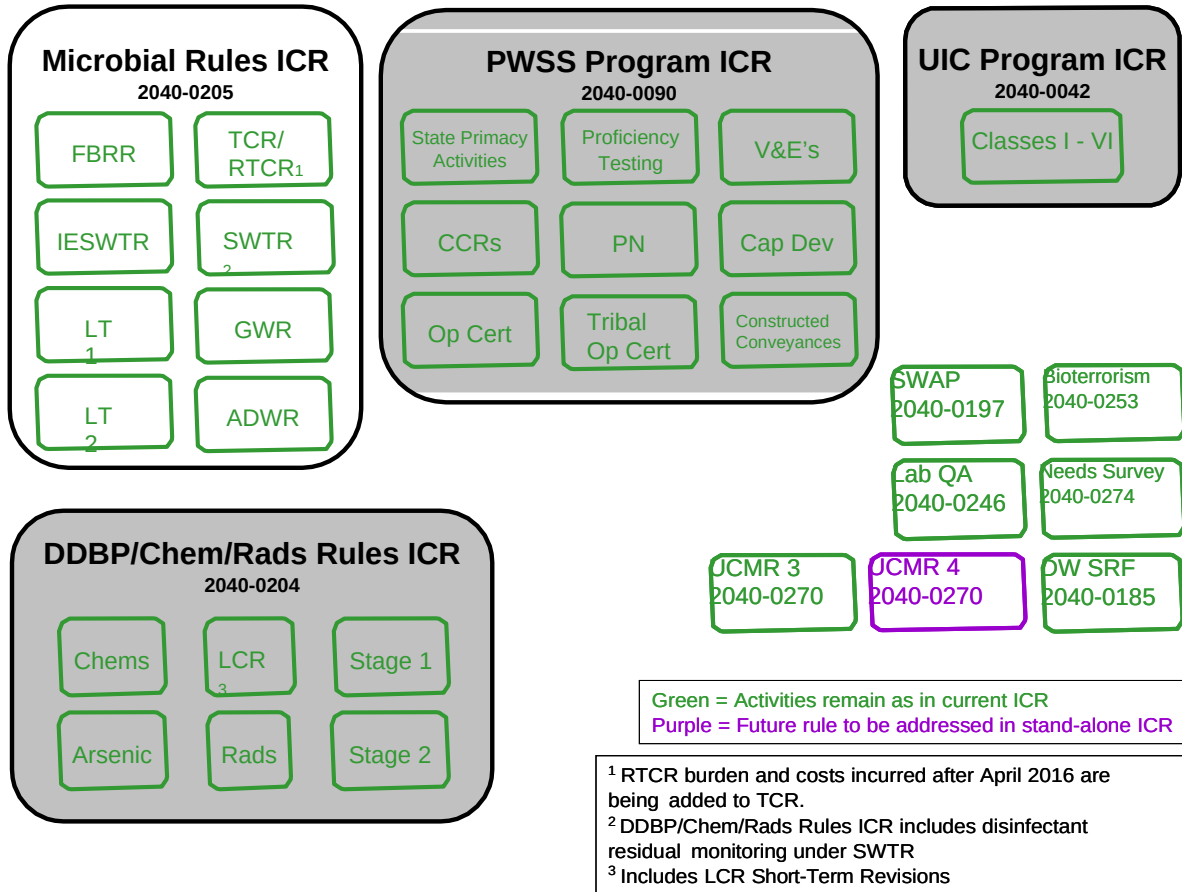 Microbial Rules ICR
2040-0205
FBRR
TCR/
RTCR1
IESWTR
SWTR
2
LT
1
GWR
LT
2
ADWR
PWSS Program ICR
2040-0090
State Primacy
Activities
Proficiency
Testing
V&E's
CCRs
PN
Cap Dev
Op Cert
Tribal
Op Cert
Constructed
Conveyances
UIC Program ICR
2040-0042
Classes I - VI
SWAP
2040-0197
Bioterrorism
2040-0253
Lab QA
2040-0246
Needs Survey
2040-0274
UCMR 3
2040-0270
UCMR 4
2040-0270
DW SRF
2040-0185
DDBP/Chem/Rads Rules ICR
2040-0204
Chems
LCR
3
Stage 1
Arsenic
Rads
Stage 2
Green = Activities remain as in current ICR
Purple = Future rule to be addressed in stand-alone ICR
1 RTCR burden and costs incurred after April 2016 are
being added to TCR.
2 DDBP/Chem/Rads Rules ICR includes disinfectant
residual monitoring under SWTR
3 Includes LCR Short-Term Revisions